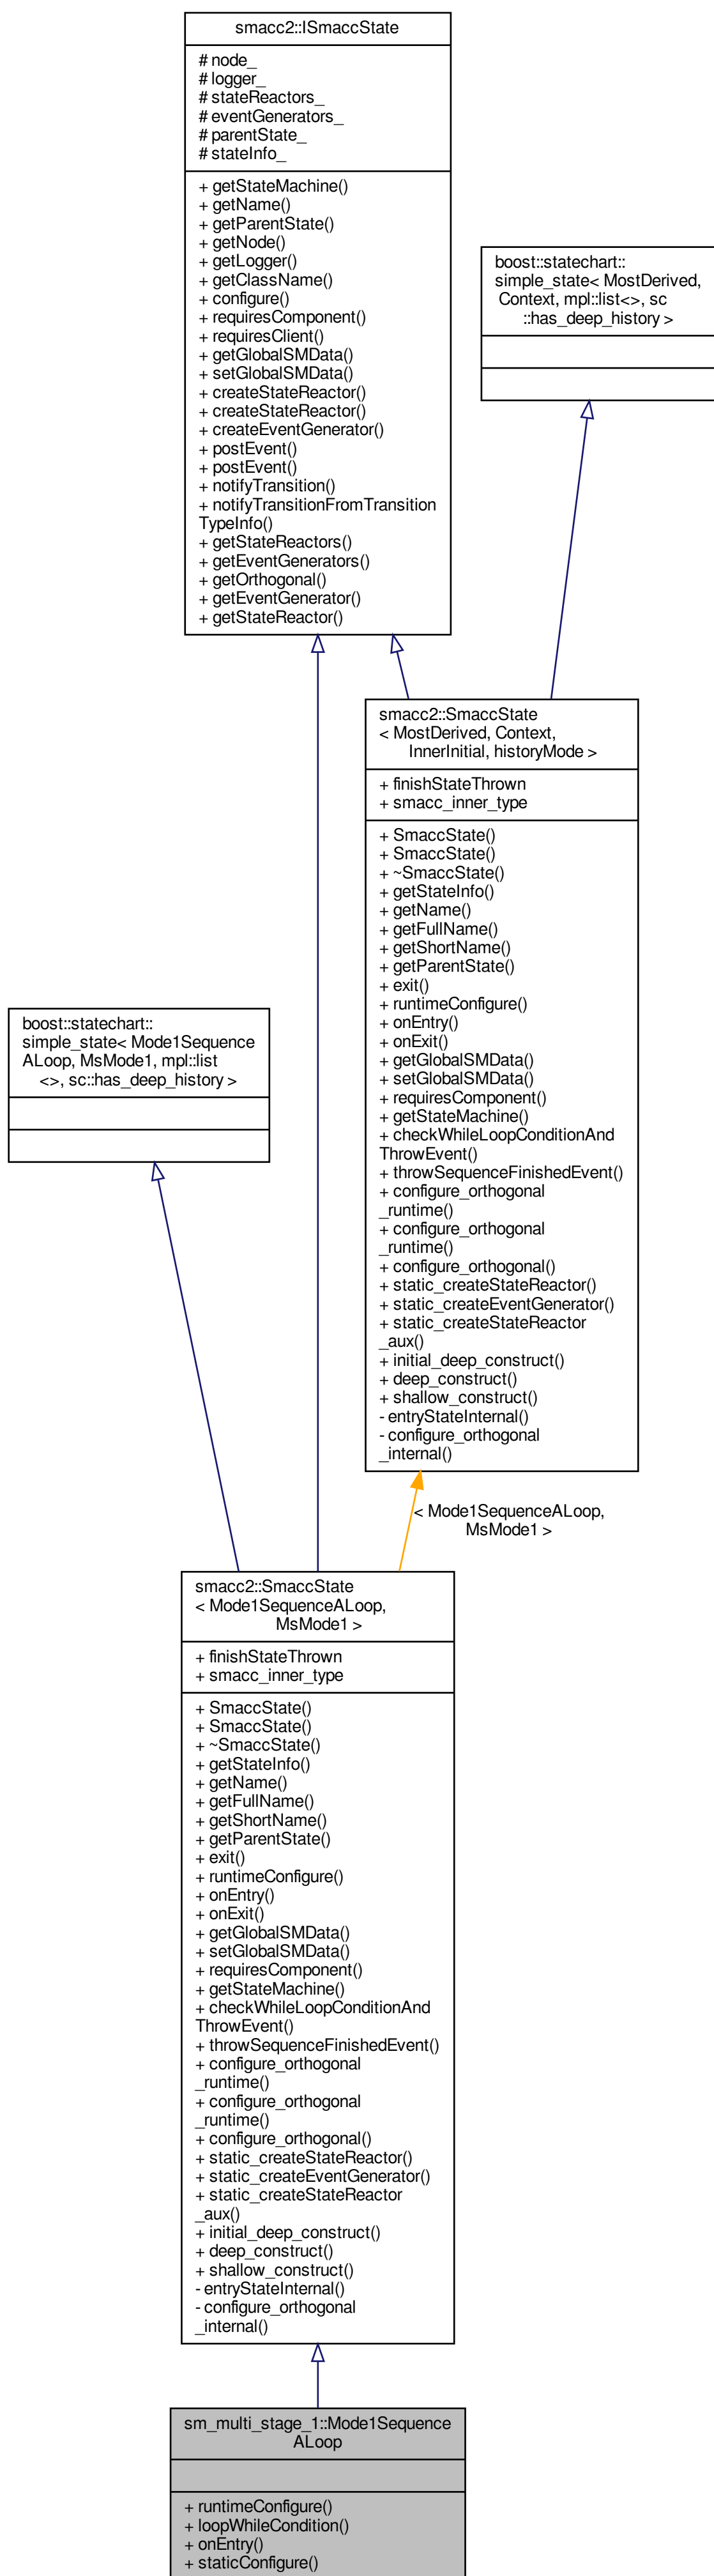 smacc2::ISmaccState
# node_
# logger_
# stateReactors_
# eventGenerators_
# parentState_
# stateInfo_
+ getStateMachine()
+ getName()
+ getParentState()
+ getNode()
+ getLogger()
+ getClassName()
+ configure()
+ requiresComponent()
+ requiresClient()
+ getGlobalSMData()
+ setGlobalSMData()
+ createStateReactor()
+ createStateReactor()
+ createEventGenerator()
+ postEvent()
+ postEvent()
+ notifyTransition()
+ notifyTransitionFromTransition
TypeInfo()
+ getStateReactors()
+ getEventGenerators()
+ getOrthogonal()
+ getEventGenerator()
+ getStateReactor()
boost::statechart::
simple_state< MostDerived,
Context, mpl::list<>, sc
::has_deep_history >
smacc2::SmaccState
< MostDerived, Context,
InnerInitial, historyMode >
+ finishStateThrown
+ smacc_inner_type
+ SmaccState()
+ SmaccState()
+ ~SmaccState()
+ getStateInfo()
+ getName()
+ getFullName()
+ getShortName()
+ getParentState()
+ exit()
+ runtimeConfigure()
+ onEntry()
+ onExit()
+ getGlobalSMData()
+ setGlobalSMData()
+ requiresComponent()
+ getStateMachine()
+ checkWhileLoopConditionAnd
ThrowEvent()
+ throwSequenceFinishedEvent()
+ configure_orthogonal
_runtime()
+ configure_orthogonal
_runtime()
+ configure_orthogonal()
+ static_createStateReactor()
+ static_createEventGenerator()
+ static_createStateReactor
_aux()
+ initial_deep_construct()
+ deep_construct()
+ shallow_construct()
- entryStateInternal()
- configure_orthogonal
_internal()
boost::statechart::
simple_state< Mode1Sequence
ALoop, MsMode1, mpl::list
<>, sc::has_deep_history >
< Mode1SequenceALoop,
MsMode1 >
smacc2::SmaccState
< Mode1SequenceALoop,
MsMode1 >
+ finishStateThrown
+ smacc_inner_type
+ SmaccState()
+ SmaccState()
+ ~SmaccState()
+ getStateInfo()
+ getName()
+ getFullName()
+ getShortName()
+ getParentState()
+ exit()
+ runtimeConfigure()
+ onEntry()
+ onExit()
+ getGlobalSMData()
+ setGlobalSMData()
+ requiresComponent()
+ getStateMachine()
+ checkWhileLoopConditionAnd
ThrowEvent()
+ throwSequenceFinishedEvent()
+ configure_orthogonal
_runtime()
+ configure_orthogonal
_runtime()
+ configure_orthogonal()
+ static_createStateReactor()
+ static_createEventGenerator()
+ static_createStateReactor
_aux()
+ initial_deep_construct()
+ deep_construct()
+ shallow_construct()
- entryStateInternal()
- configure_orthogonal
_internal()
sm_multi_stage_1::Mode1Sequence
ALoop
+ runtimeConfigure()
+ loopWhileCondition()
+ onEntry()
+ staticConfigure()